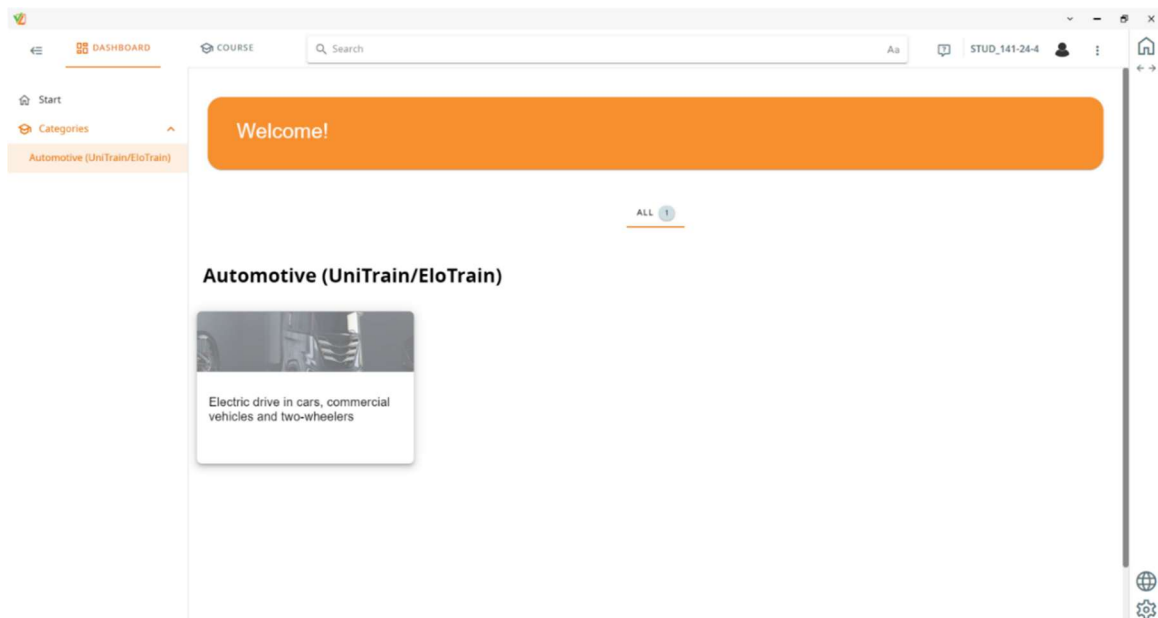 DASHBOARD
COURSE
Search
Aa
STUD_141-24-4
Start
Categories
Automotive (UniTrain/EloTrain)
Welcome!
ALL 1
Automotive (UniTrain/EloTrain)
Electric drive in cars, commercial
vehicles and two-wheelers